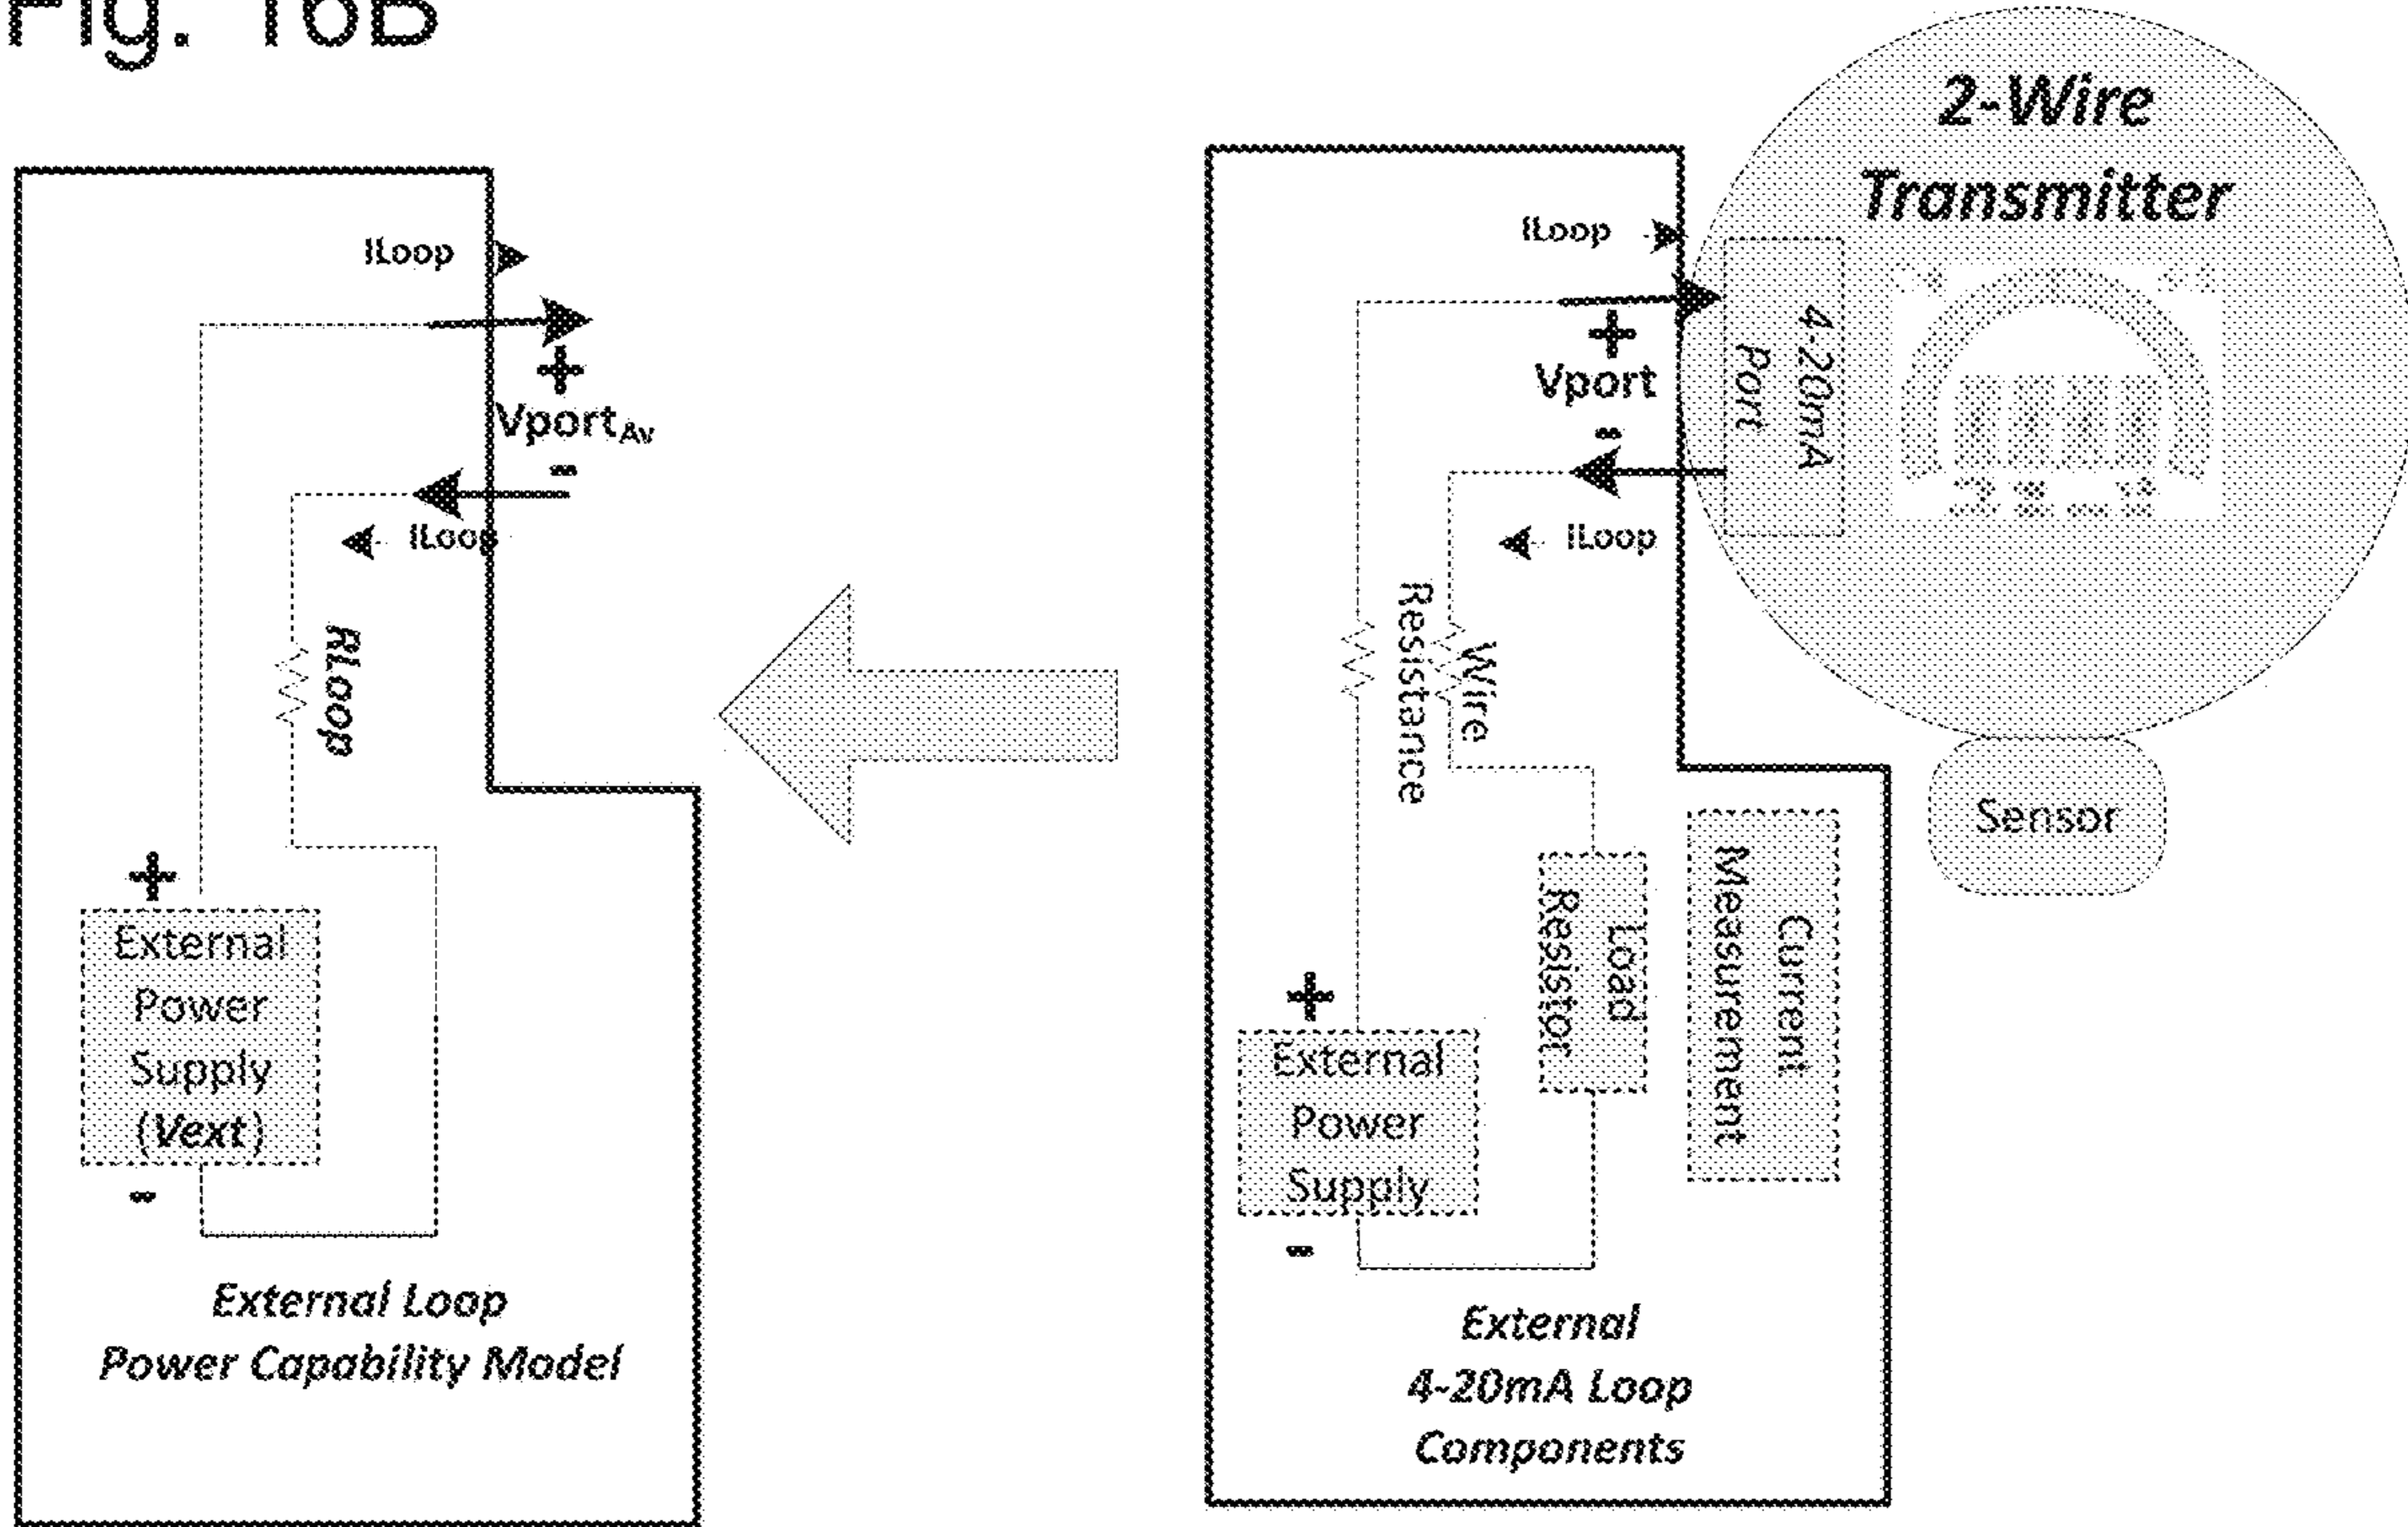 Fig. 16B
ILoop
+
VportAv
-
ILoop
RLoop
+
External
Power
Supply
(Vext)
-
External Loop
Power Capability Model
2-Wire
Transmitter
ILoop
+
Vport
-
4-20mA
Port
ILoop
Wire
Resistance
Load
Resistor
Current
Measurement
Sensor
+
External
Power
Supply
-
External
4-20mA Loop
Components